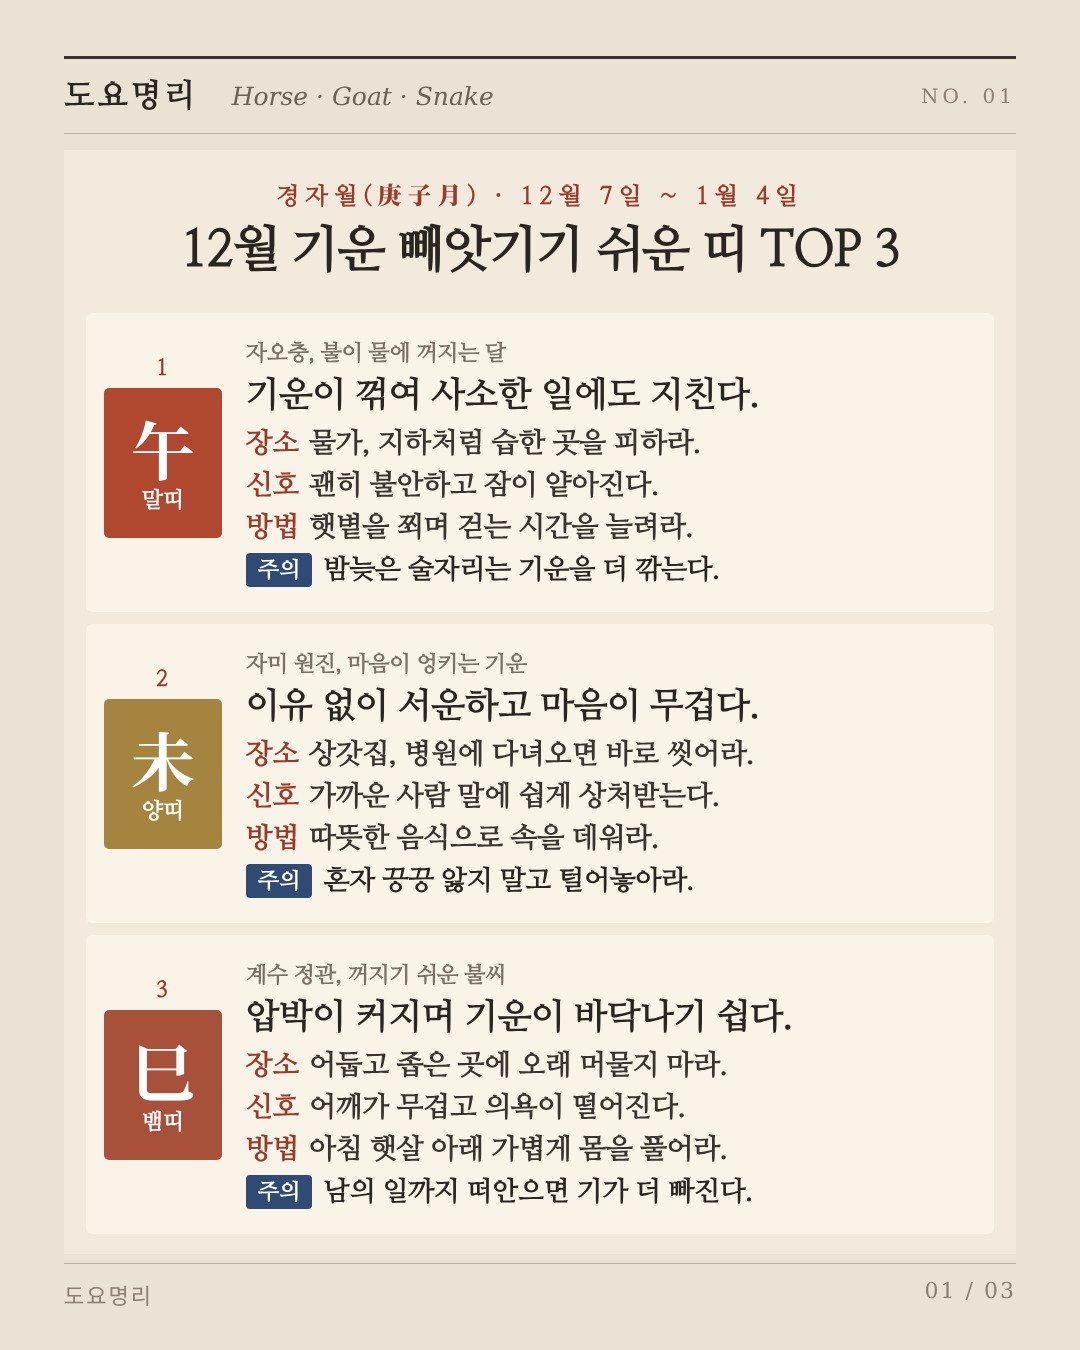 도요명리 Horse · Goat · Snake NO. 01
경자월(庚子月) · 12월 7일 ~ 1월 4일
12월 기운 빼앗기기 쉬운 띠 TOP 3
1
午
말띠
자오충, 불이 물에 꺼지는 달
기운이 꺾여 사소한 일에도 지친다.
장소 물가, 지하처럼 습한 곳을 피하라.
신호 괜히 불안하고 잠이 얕아진다.
방법 햇볕을 쬐며 걷는 시간을 늘려라.
주의 밤늦은 술자리는 기운을 더 깎는다.
2
未
양띠
자미 원진, 마음이 엉키는 기운
이유 없이 서운하고 마음이 무겁다.
장소 상갓집, 병원에 다녀오면 바로 씻어라.
신호 가까운 사람 말에 쉽게 상처받는다.
방법 따뜻한 음식으로 속을 데워라.
주의 혼자 끙끙 앓지 말고 털어놓아라.
3
巳
뱀띠
계수 정관, 꺼지기 쉬운 불씨
압박이 커지며 기운이 바닥나기 쉽다.
장소 어둡고 좁은 곳에 오래 머물지 마라.
신호 어깨가 무겁고 의욕이 떨어진다.
방법 아침 햇살 아래 가볍게 몸을 풀어라.
주의 남의 일까지 떠안으면 기가 더 빠진다.
도요명리 01 / 03